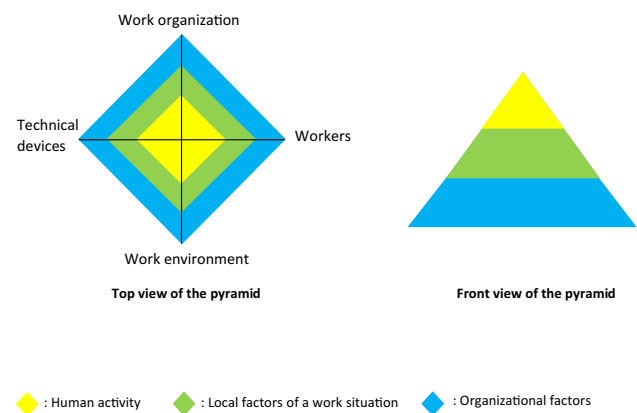 Work organization
Technical
devices
Workers
Work environment
Top view of the pyramid
Front view of the pyramid
: Human activity
: Local factors of a work situation
: Organizational factors